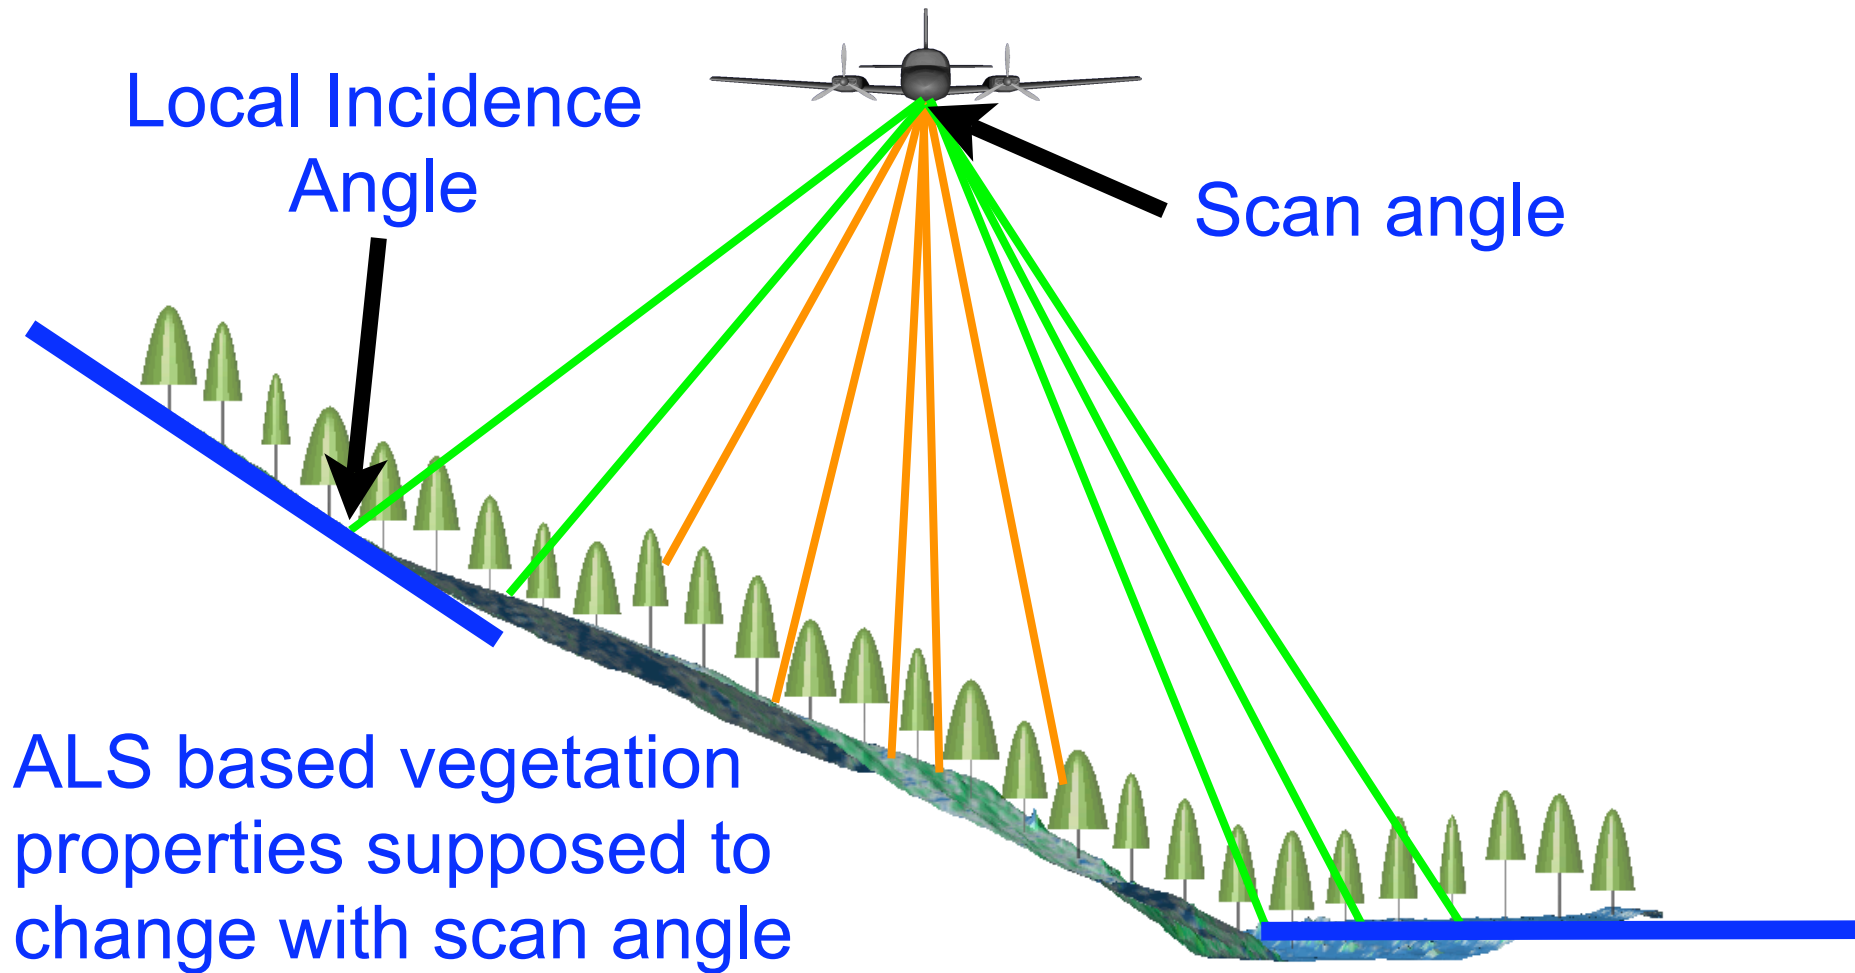 Local Incidence
Angle
Scan angle
ALS based vegetation
properties supposed to
change with scan angle